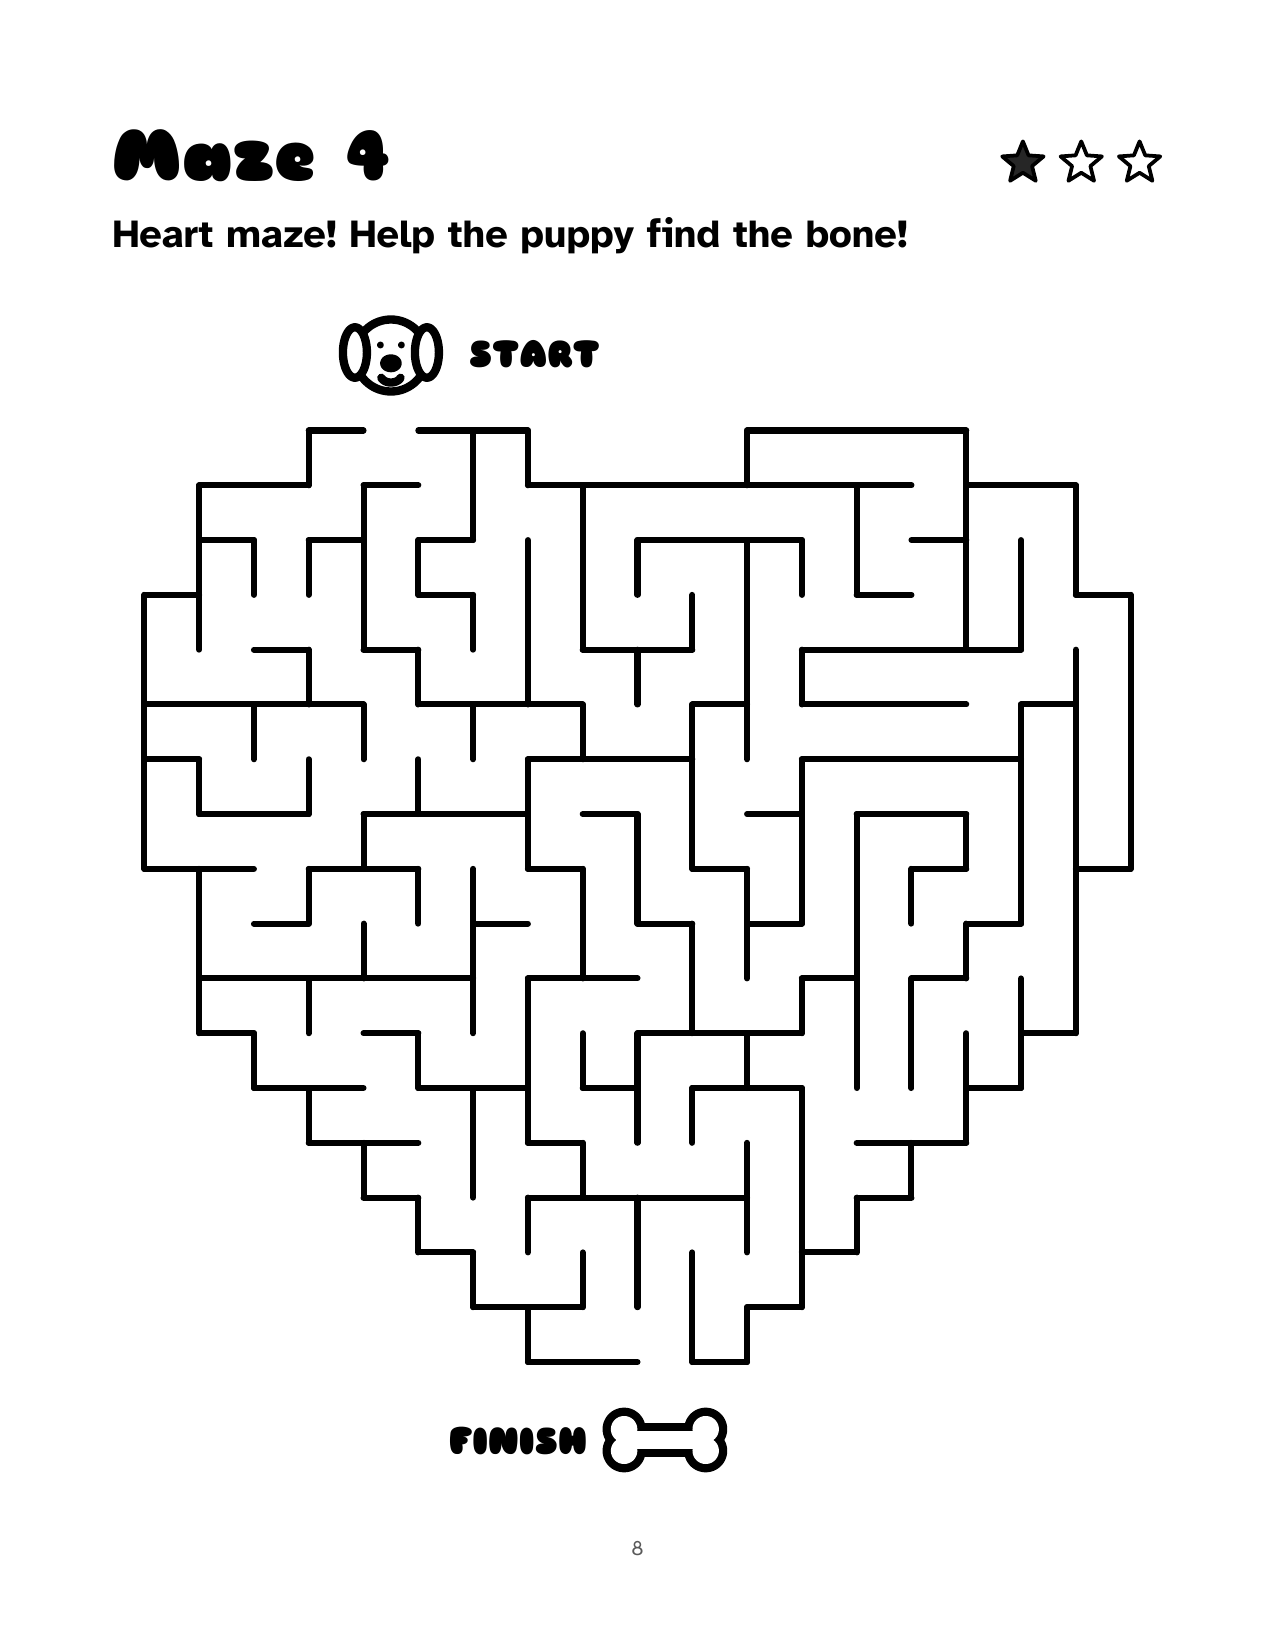 Maze 4
Heart maze! Help the puppy find the bone!
START
FINISH
8